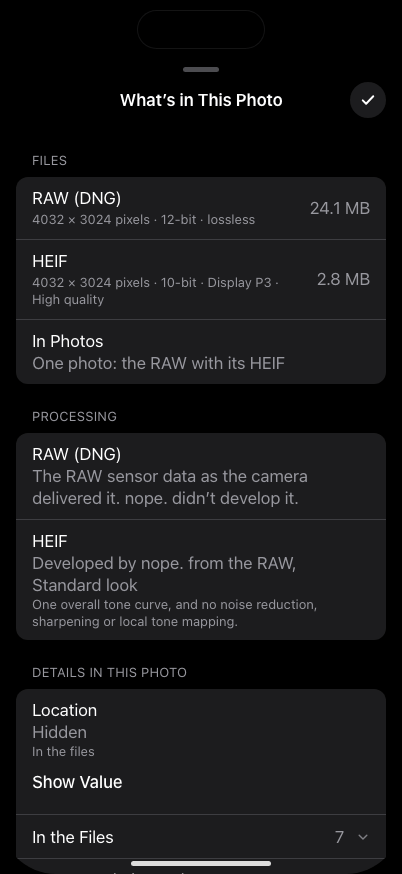 What’s in This Photo
FILES
RAW (DNG)
4032 × 3024 pixels · 12-bit · lossless
24.1 MB
HEIF
4032 × 3024 pixels · 10-bit · Display P3 ·
High quality
2.8 MB
In Photos
One photo: the RAW with its HEIF
PROCESSING
RAW (DNG)
The RAW sensor data as the camera
delivered it. nope. didn’t develop it.
HEIF
Developed by nope. from the RAW,
Standard look
One overall tone curve, and no noise reduction,
sharpening or local tone mapping.
DETAILS IN THIS PHOTO
Location
Hidden
In the files
Show Value
In the Files
7